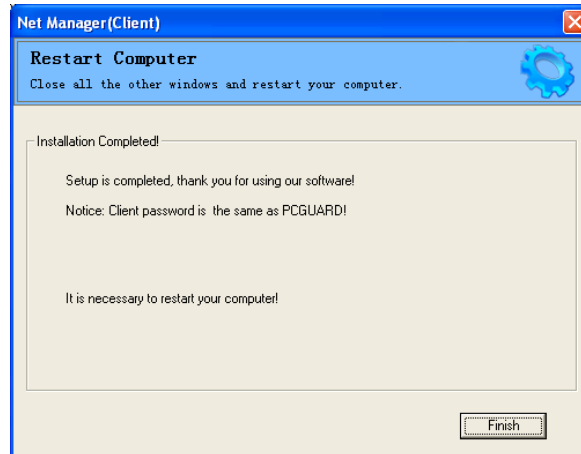 Net Manager(Client)
Restart Computer
Close all the other windows and restart your computer.
Installation Completed!
Setup is completed, thank you for using our software!
Notice: Client password is the same as PCGUARD!
It is necessary to restart your computer!
Finish